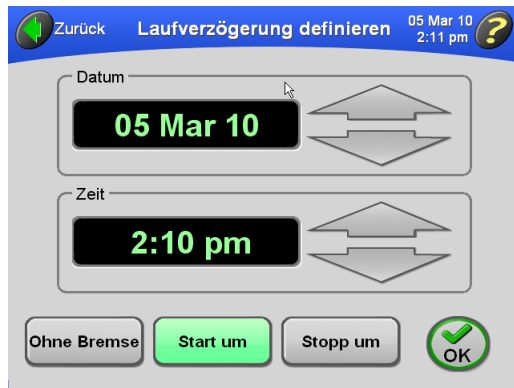 Zurück
Laufverzögerung definieren
05 Mar 10
2:11 pm
?
Datum
05 Mar 10
Zeit
2:10 pm
Ohne Bremse
Start um
Stopp um
OK